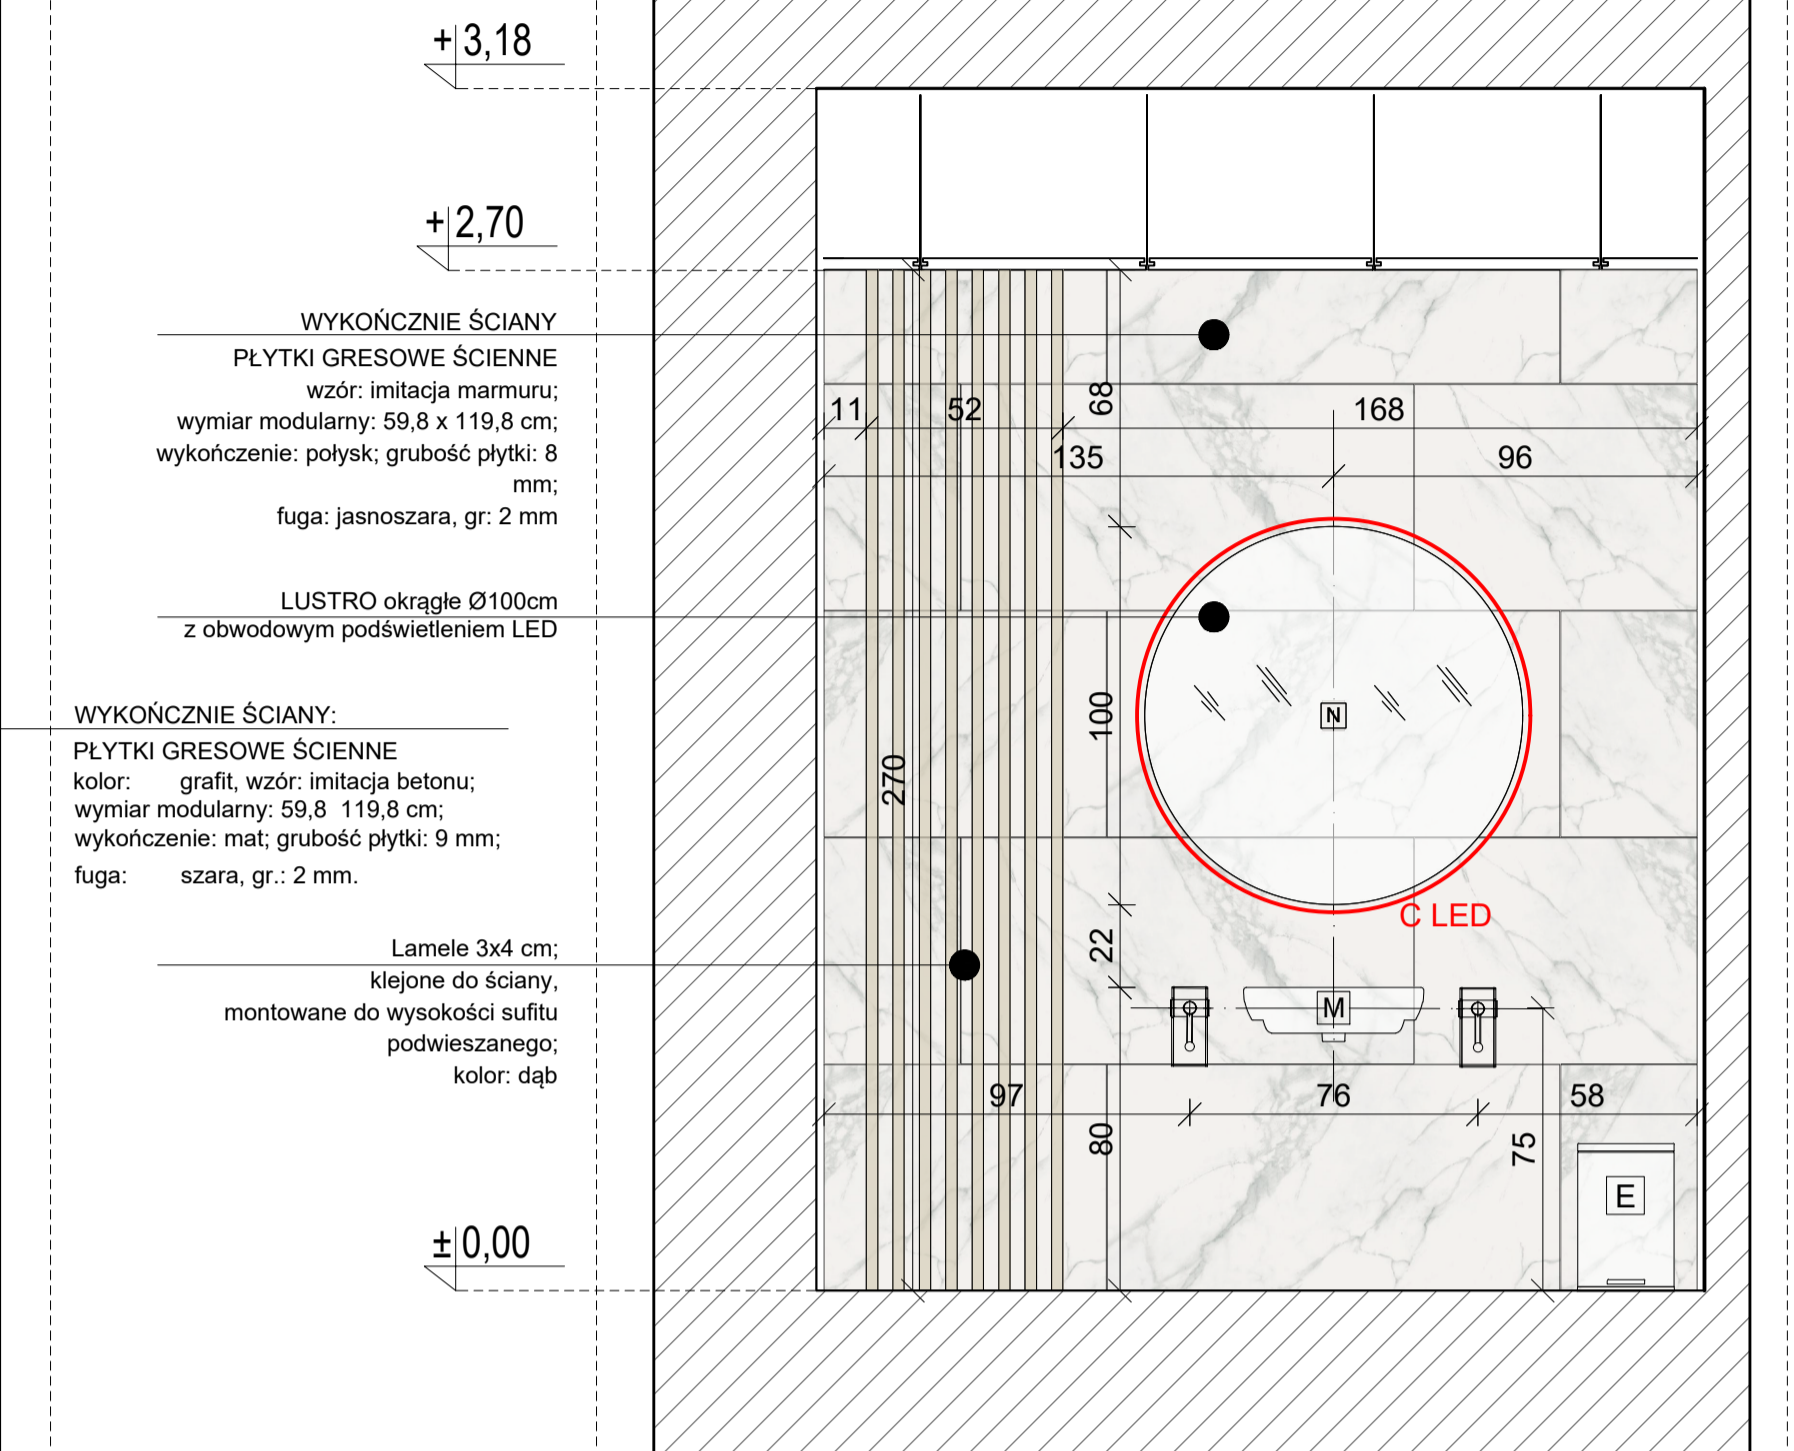 +3,18
+2,70
WYKOŃCZNIE ŚCIANY
PŁYTKI GRESOWE ŚCIENNE
wzór: imitacja marmuru;
wymiar modularny: 59,8 x 119,8 cm;
wykończenie: połysk; grubość płytki: 8
mm;
fuga: jasnoszara, gr: 2 mm
LUSTRO okrągłe Ø100cm
z obwodowym podświetleniem LED
WYKOŃCZNIE ŚCIANY:
PŁYTKI GRESOWE ŚCIENNE
kolor: grafit, wzór: imitacja betonu;
wymiar modularny: 59,8 119,8 cm;
wykończenie: mat; grubość płytki: 9 mm;
fuga: szara, gr.: 2 mm.
Lamele 3x4 cm;
klejone do ściany,
montowane do wysokości sufitu
podwieszanego;
kolor: dąb
±0,00
11 52 68 168
135 96
100
N
270
C LED
22
M
97 76 58
80
75
E